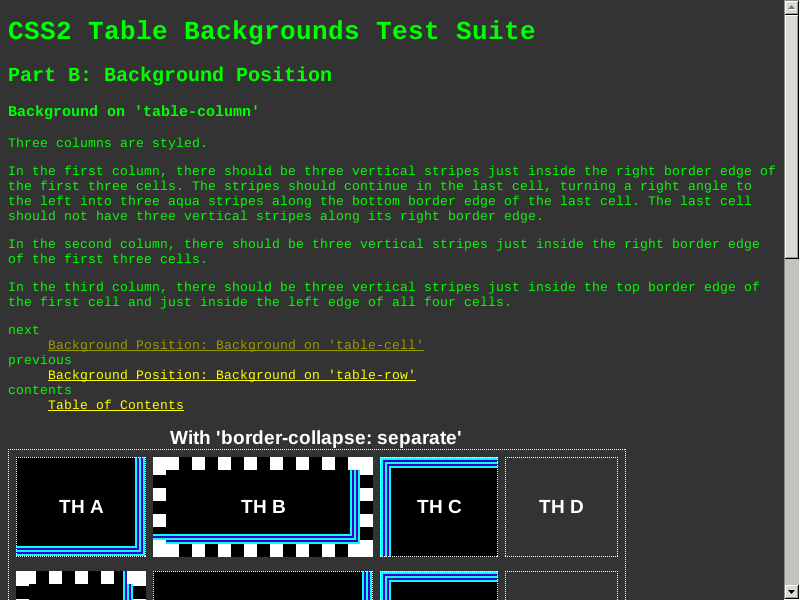 CSS2 Table Backgrounds Test Suite
Part B: Background Position
Background on 'table-column'
Three columns are styled.
In the first column, there should be three vertical stripes just inside the right border edge of
the first three cells. The stripes should continue in the last cell, turning a right angle to
the left into three aqua stripes along the bottom border edge of the last cell. The last cell
should not have three vertical stripes along its right border edge.
In the second column, there should be three vertical stripes just inside the right border edge
of the first three cells.
In the third column, there should be three vertical stripes just inside the top border edge of
the first cell and just inside the left edge of all four cells.
next
Background Position: Background on 'table-cell'
previous
Background Position: Background on 'table-row'
contents
Table of Contents
With 'border-collapse: separate'
TH A TH B TH C TH D